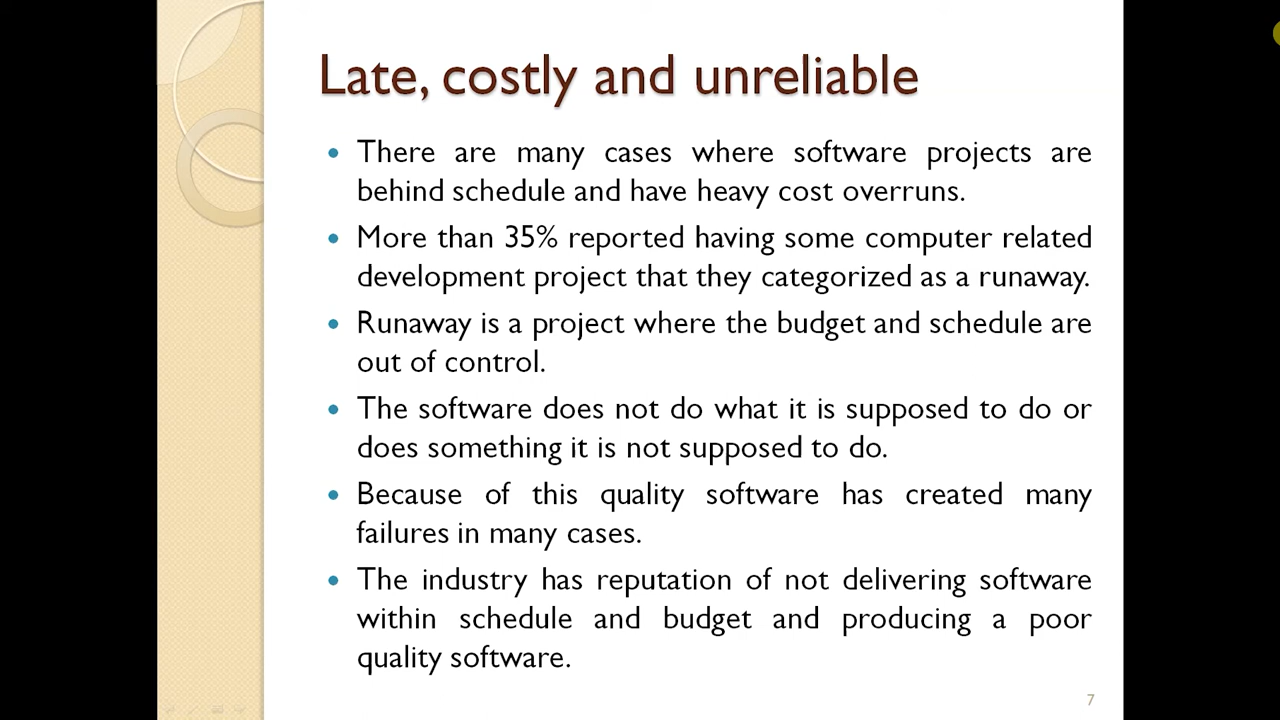 Late, costly and unreliable
• There are many cases where software projects are
behind schedule and have heavy cost overruns.
• More than 35% reported having some computer related
development project that they categorized as a runaway.
• Runaway is a project where the budget and schedule are
out of control.
• The software does not do what it is supposed to do or
does something it is not supposed to do.
• Because of this quality software has created many
failures in many cases.
• The industry has reputation of not delivering software
within schedule and budget and producing a poor
quality software.
7